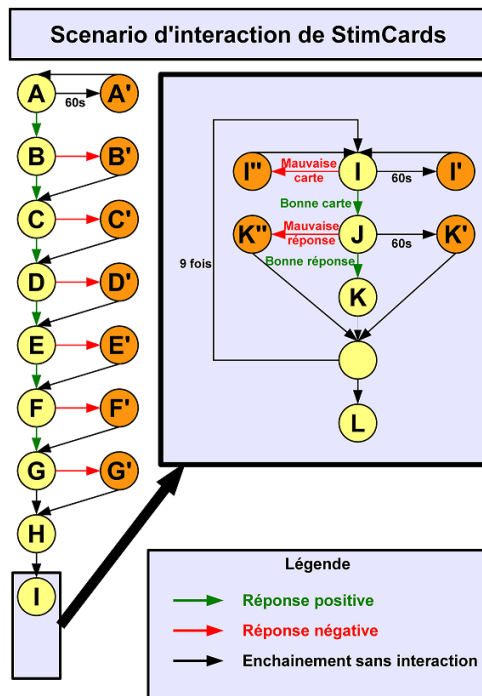 Scenario d'interaction de StimCards
A A'
60s
B B'
C C'
D D'
E E'
F F'
G G'
H
I
I'' Mauvaise carte I 60s I'
Bonne carte
K'' Mauvaise réponse J 60s K'
9 fois
Bonne réponse
K
L
Légende
Réponse positive
Réponse négative
Enchainement sans interaction